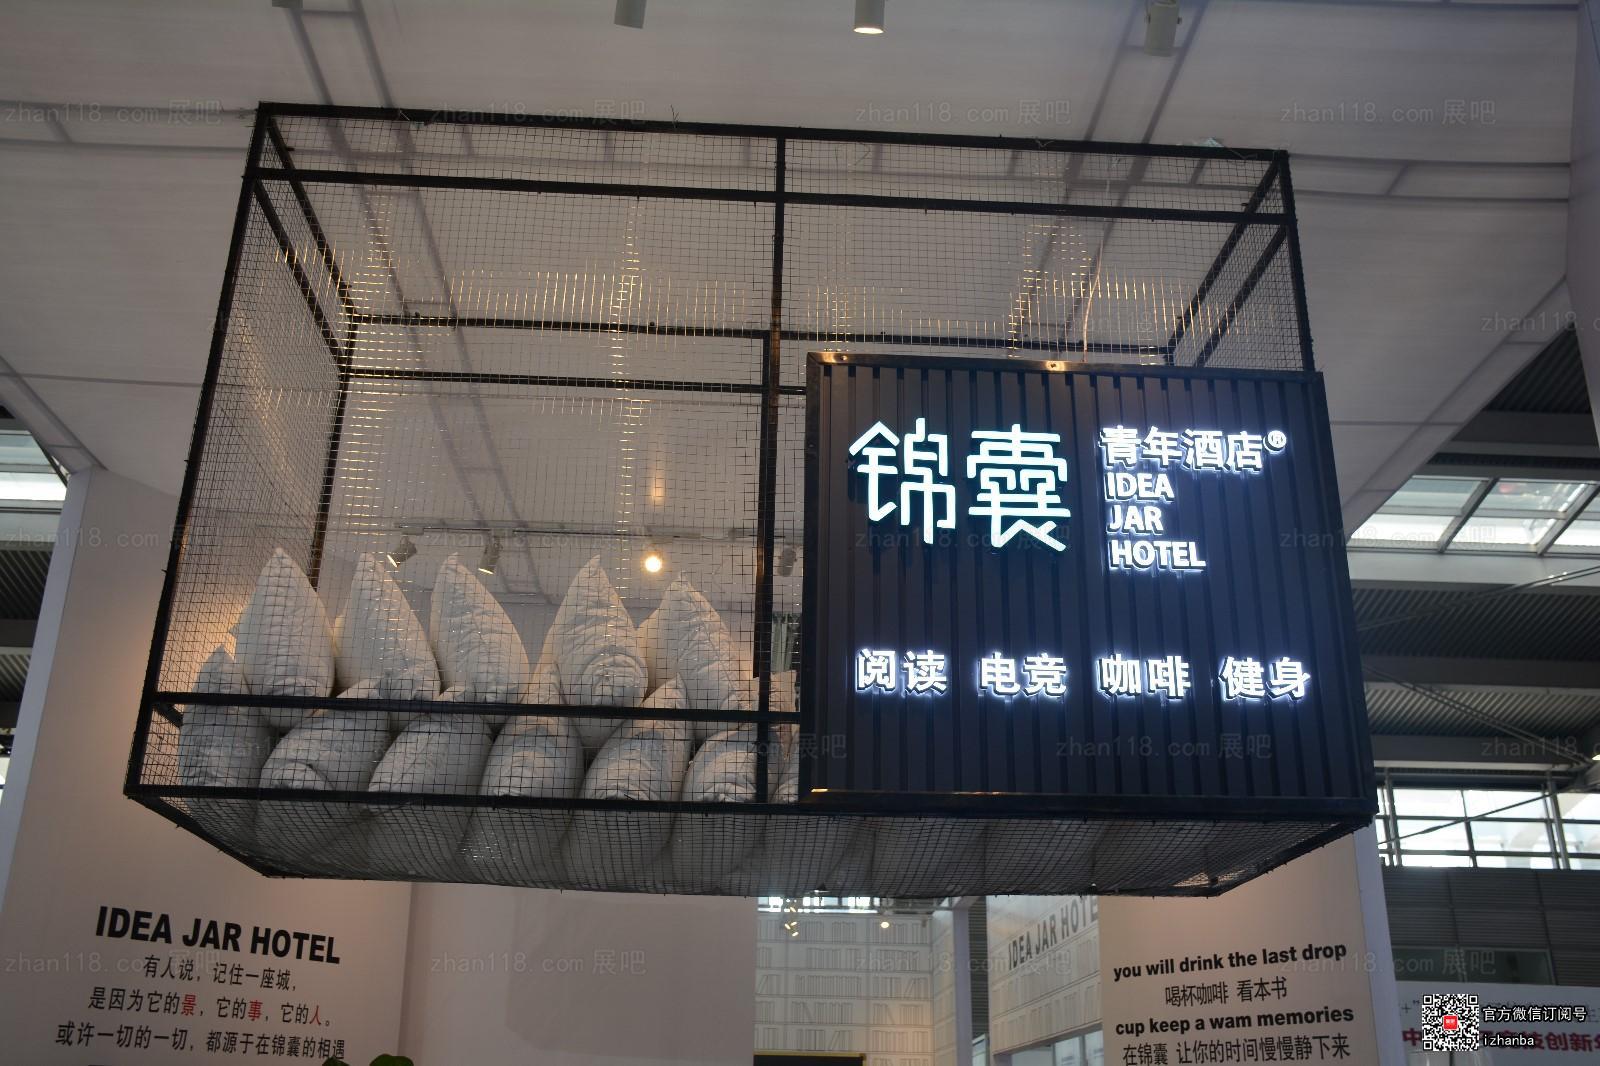 锦囊
青年酒店®
IDEA
JAR
HOTEL
阅读 电竞 咖啡 健身
IDEA JAR HOTEL
有人说，记住一座城，
是因为它的景，它的事，它的人。
或许一切的一切，都源于在锦囊的相遇
IDEA JAR HOTE
you will drink the last drop
喝杯咖啡 看本书
cup keep a wam memories
在锦囊 让你的时间慢慢静下来
官方微信订阅号
izhanba
zhan118.com 展吧